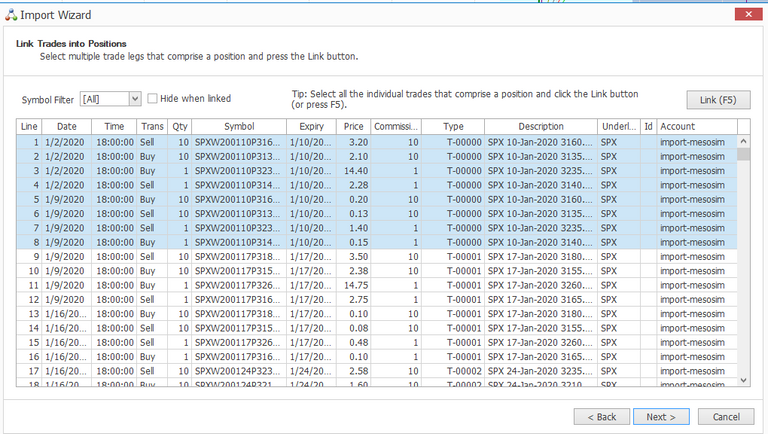 Import Wizard
Link Trades into Positions
Select multiple trade legs that comprise a position and press the Link button.
Symbol Filter [All] Hide when linked Tip: Select all the individual trades that comprise a position and click the Link button (or press F5). Link (F5)
Line Date Time Trans Qty Symbol Expiry Price Commissi... Type Description Underl... Id Account
1 1/2/2020 18:00:00 Sell 10 SPXW200110P316... 1/10/20... 3.20 10 T-00000 SPX 10-Jan-2020 3160.... SPX import-mesosim
2 1/2/2020 18:00:00 Buy 10 SPXW200110P313... 1/10/20... 2.10 10 T-00000 SPX 10-Jan-2020 3135.... SPX import-mesosim
3 1/2/2020 18:00:00 Buy 1 SPXW200110P323... 1/10/20... 14.40 1 T-00000 SPX 10-Jan-2020 3235.... SPX import-mesosim
4 1/2/2020 18:00:00 Sell 1 SPXW200110P314... 1/10/20... 2.28 1 T-00000 SPX 10-Jan-2020 3140.... SPX import-mesosim
5 1/9/2020 18:00:00 Buy 10 SPXW200110P316... 1/10/20... 0.20 10 T-00000 SPX 10-Jan-2020 3160.... SPX import-mesosim
6 1/9/2020 18:00:00 Sell 10 SPXW200110P313... 1/10/20... 0.13 10 T-00000 SPX 10-Jan-2020 3135.... SPX import-mesosim
7 1/9/2020 18:00:00 Sell 1 SPXW200110P323... 1/10/20... 1.40 1 T-00000 SPX 10-Jan-2020 3235.... SPX import-mesosim
8 1/9/2020 18:00:00 Buy 1 SPXW200110P314... 1/10/20... 0.15 1 T-00000 SPX 10-Jan-2020 3140.... SPX import-mesosim
9 1/9/2020 18:00:00 Sell 10 SPXW200117P318... 1/17/20... 3.50 10 T-00001 SPX 17-Jan-2020 3180.... SPX import-mesosim
10 1/9/2020 18:00:00 Buy 10 SPXW200117P315... 1/17/20... 2.38 10 T-00001 SPX 17-Jan-2020 3155.... SPX import-mesosim
11 1/9/2020 18:00:00 Buy 1 SPXW200117P326... 1/17/20... 14.75 1 T-00001 SPX 17-Jan-2020 3260.... SPX import-mesosim
12 1/9/2020 18:00:00 Sell 1 SPXW200117P316... 1/17/20... 2.75 1 T-00001 SPX 17-Jan-2020 3165.... SPX import-mesosim
13 1/16/20... 18:00:00 Buy 10 SPXW200117P318... 1/17/20... 0.10 10 T-00001 SPX 17-Jan-2020 3180.... SPX import-mesosim
14 1/16/20... 18:00:00 Sell 10 SPXW200117P315... 1/17/20... 0.08 10 T-00001 SPX 17-Jan-2020 3155.... SPX import-mesosim
15 1/16/20... 18:00:00 Sell 1 SPXW200117P326... 1/17/20... 0.48 1 T-00001 SPX 17-Jan-2020 3260.... SPX import-mesosim
16 1/16/20... 18:00:00 Buy 1 SPXW200117P316... 1/17/20... 0.10 1 T-00001 SPX 17-Jan-2020 3165.... SPX import-mesosim
17 1/16/20... 18:00:00 Sell 10 SPXW200124P323... 1/24/20... 2.58 10 T-00002 SPX 24-Jan-2020 3235.... SPX import-mesosim
18 1/16/20... 18:00:00 Buy 10 SPXW200124P321... 1/24/20... 1.60 10 T-00002 SPX 24-Jan-2020 3210.... SPX import-mesosim
< Back Next > Cancel